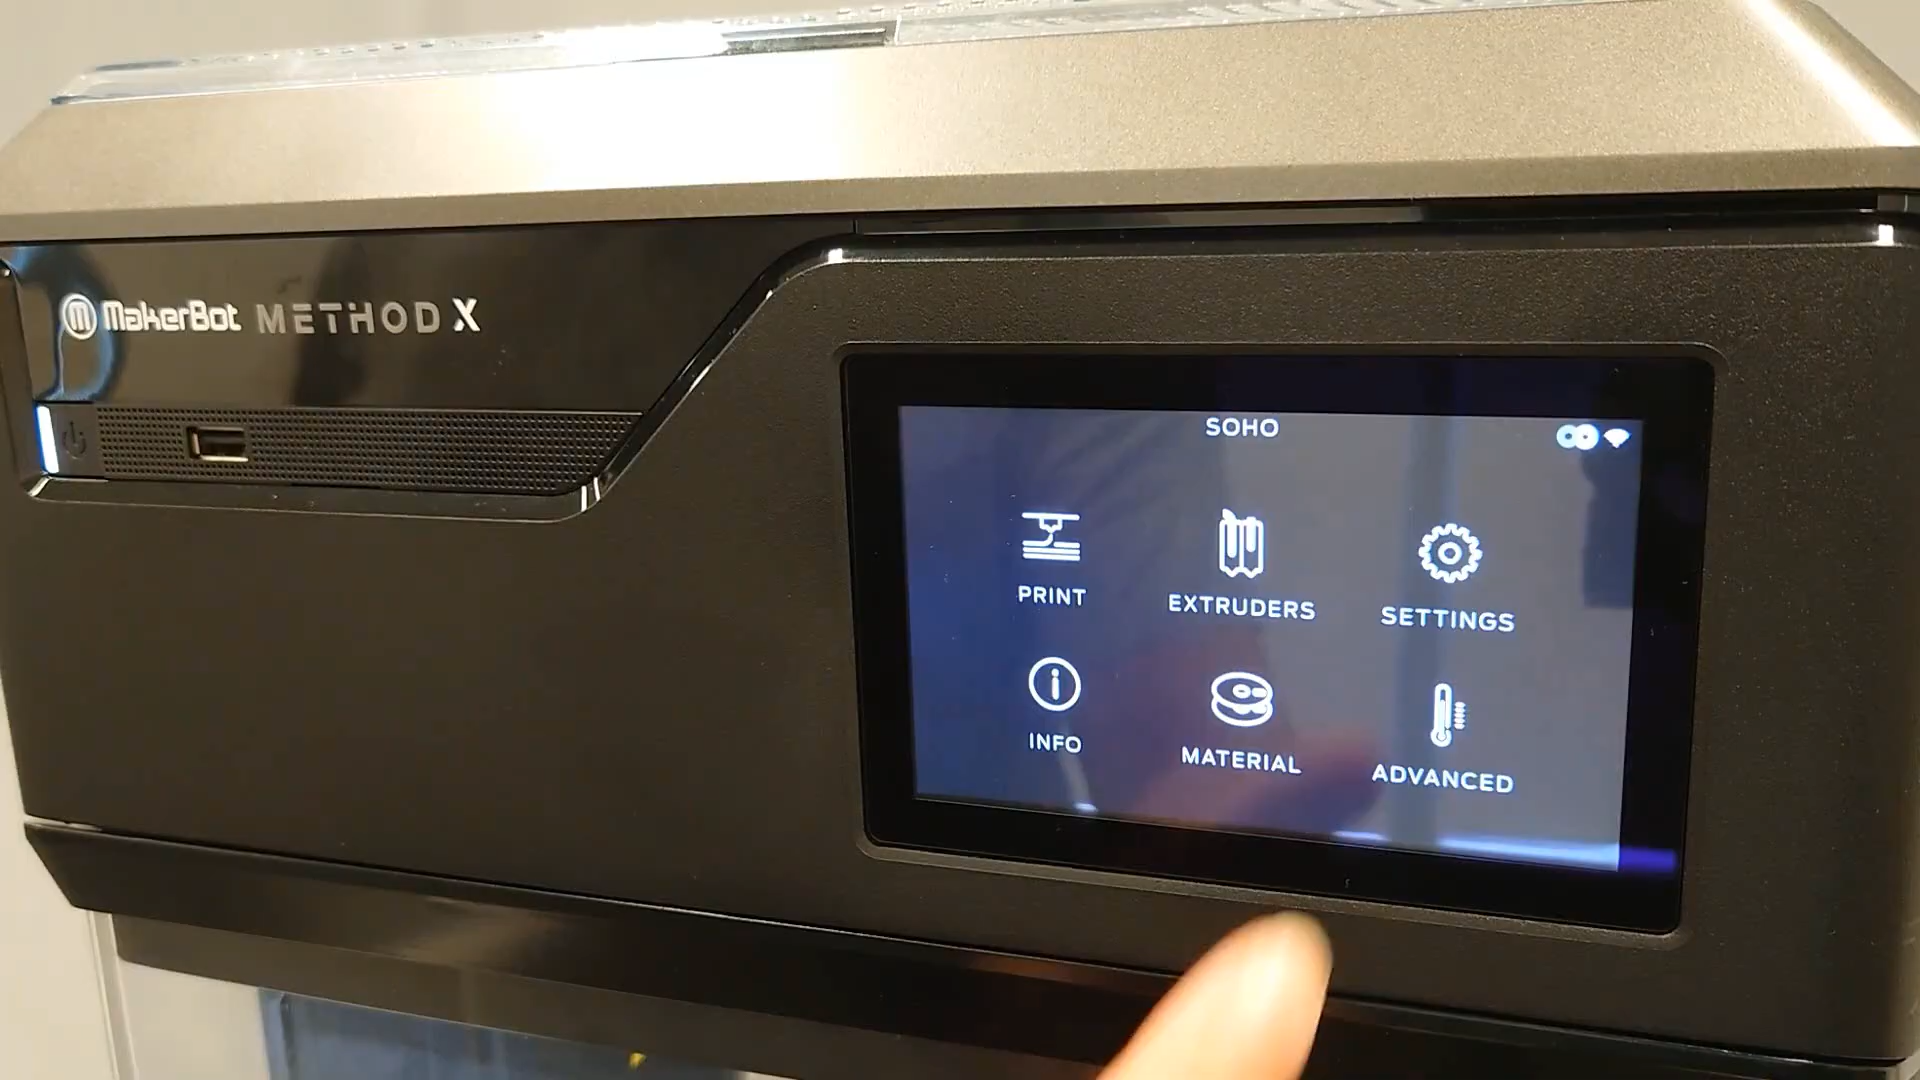 MakerBot METHOD X
SOHO
PRINT
EXTRUDERS
SETTINGS
INFO
MATERIAL
ADVANCED